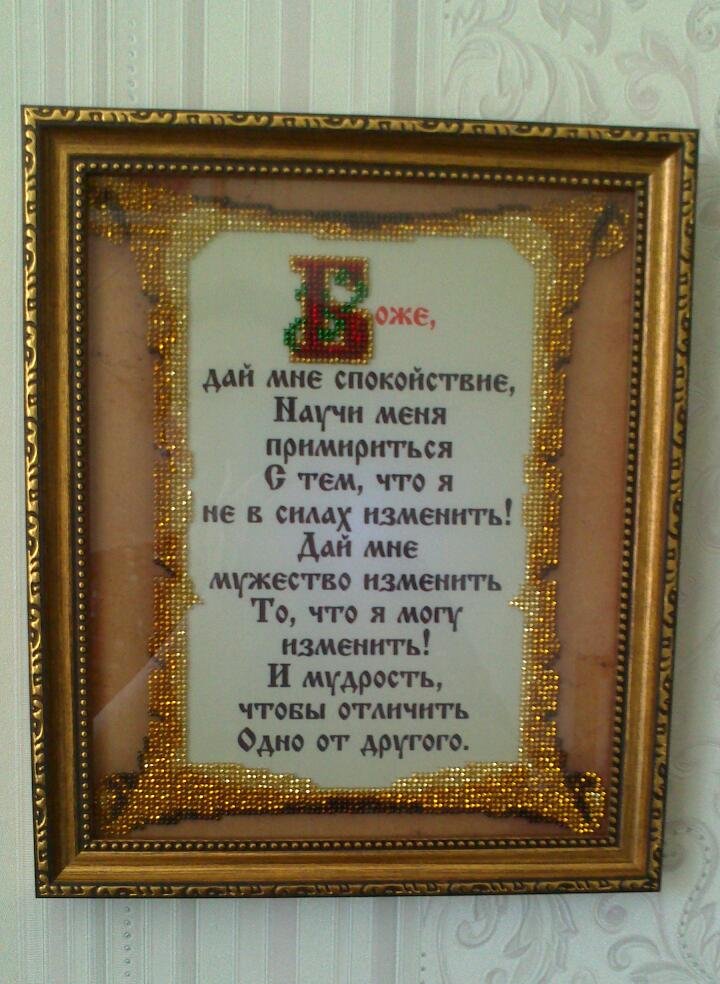 Боже,
дай мне спокойствие,
Научи меня
примириться
С тем, что я
не в силах изменить!
Дай мне
мужество изменить
То, что я могу
изменить!
И мудрость,
чтобы отличить
Одно от другого.